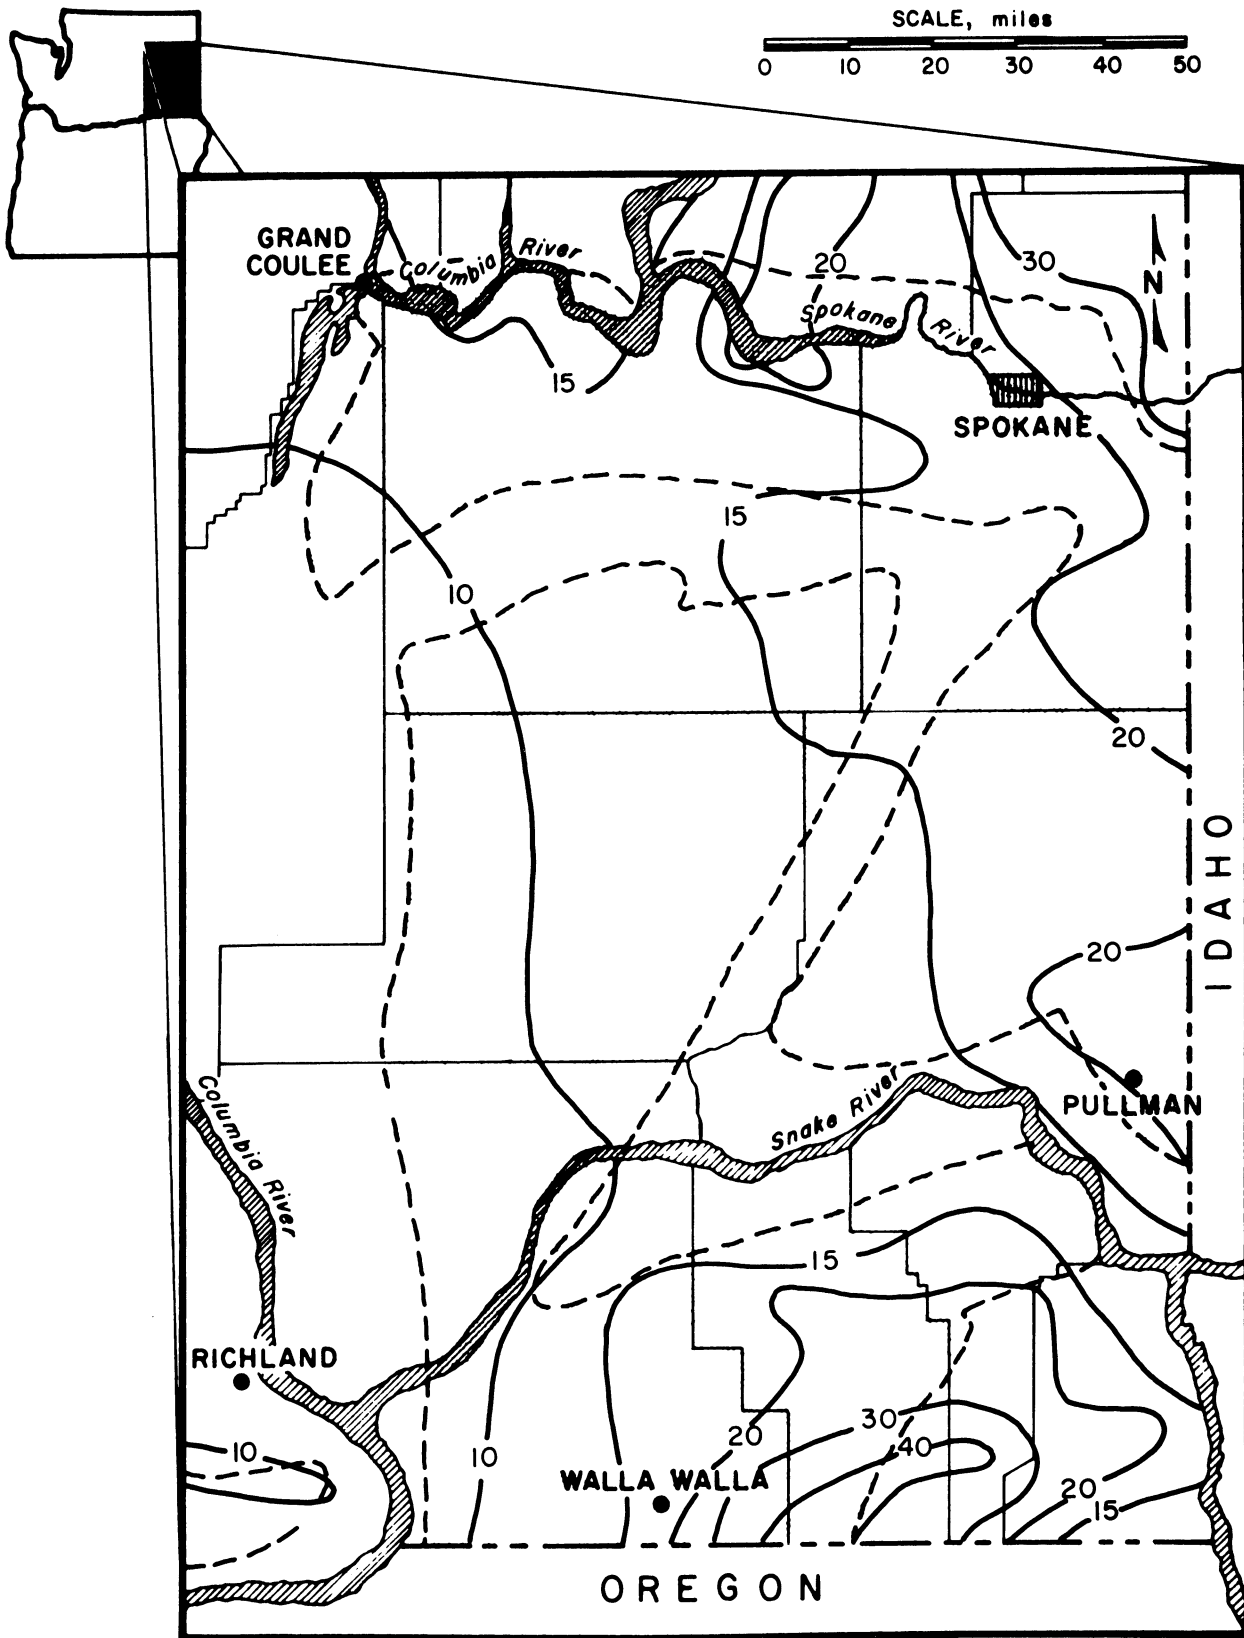 SCALE, miles
0 10 20 30 40 50
GRAND
COULEE
Columbia
River
20
30
N
Spokane
River
15
SPOKANE
15
10
20
IDAHO
20
Columbia River
PULLMAN
Snake River
15
RICHLAND
10
10
20
30
40
WALLA WALLA
20
15
OREGON